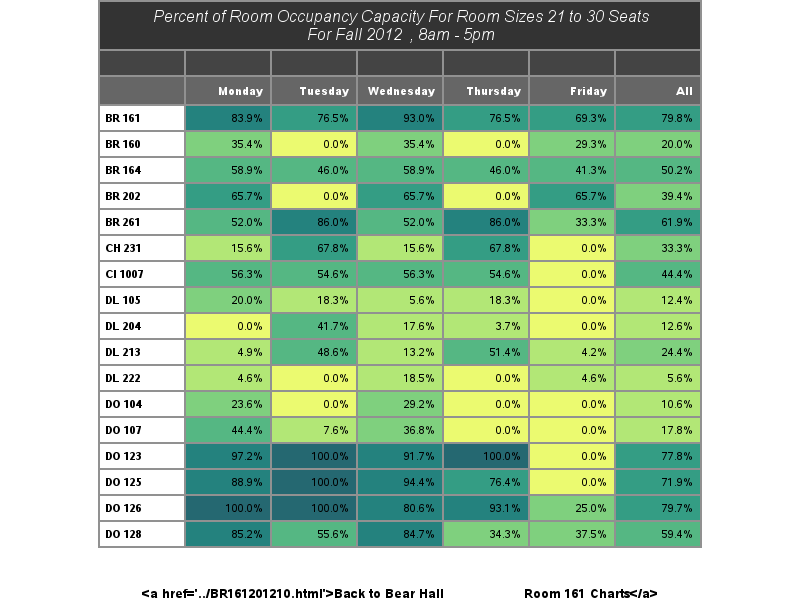 Percent of Room Occupancy Capacity For Room Sizes 21 to 30 Seats
For Fall 2012 , 8am - 5pm
Monday Tuesday Wednesday Thursday Friday All
BR 161 83.9% 76.5% 93.0% 76.5% 69.3% 79.8%
BR 160 35.4% 0.0% 35.4% 0.0% 29.3% 20.0%
BR 164 58.9% 46.0% 58.9% 46.0% 41.3% 50.2%
BR 202 65.7% 0.0% 65.7% 0.0% 65.7% 39.4%
BR 261 52.0% 86.0% 52.0% 86.0% 33.3% 61.9%
CH 231 15.6% 67.8% 15.6% 67.8% 0.0% 33.3%
CI 1007 56.3% 54.6% 56.3% 54.6% 0.0% 44.4%
DL 105 20.0% 18.3% 5.6% 18.3% 0.0% 12.4%
DL 204 0.0% 41.7% 17.6% 3.7% 0.0% 12.6%
DL 213 4.9% 48.6% 13.2% 51.4% 4.2% 24.4%
DL 222 4.6% 0.0% 18.5% 0.0% 4.6% 5.6%
DO 104 23.6% 0.0% 29.2% 0.0% 0.0% 10.6%
DO 107 44.4% 7.6% 36.8% 0.0% 0.0% 17.8%
DO 123 97.2% 100.0% 91.7% 100.0% 0.0% 77.8%
DO 125 88.9% 100.0% 94.4% 76.4% 0.0% 71.9%
DO 126 100.0% 100.0% 80.6% 93.1% 25.0% 79.7%
DO 128 85.2% 55.6% 84.7% 34.3% 37.5% 59.4%
<a href='../BR161201210.html'>Back to Bear Hall Room 161 Charts</a>